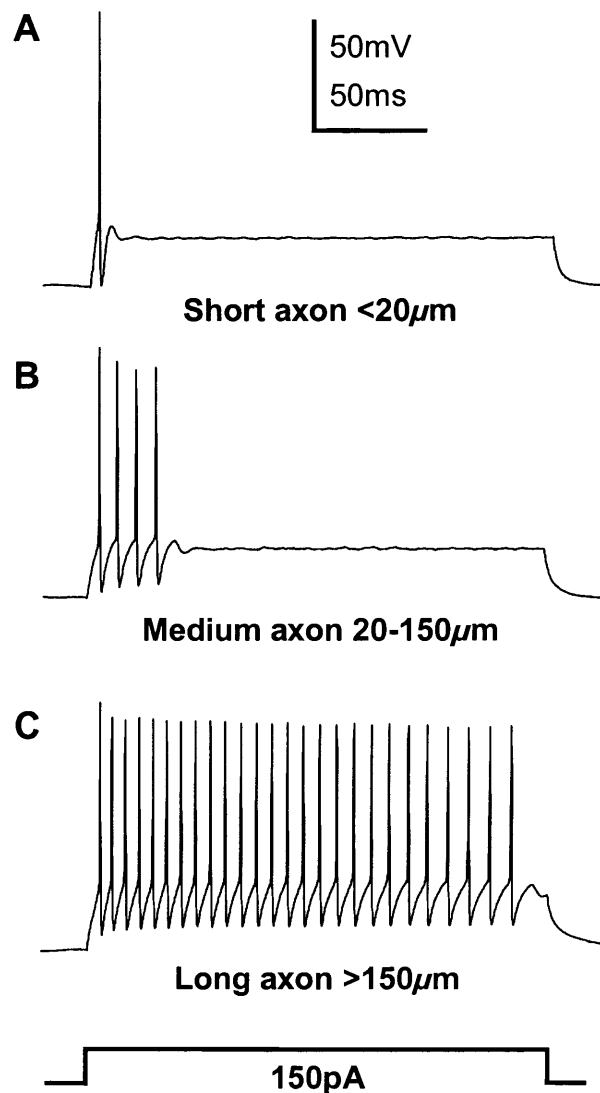 A
50mV
50ms
Short axon <20µm
B
Medium axon 20-150µm
C
Long axon >150µm
150pA